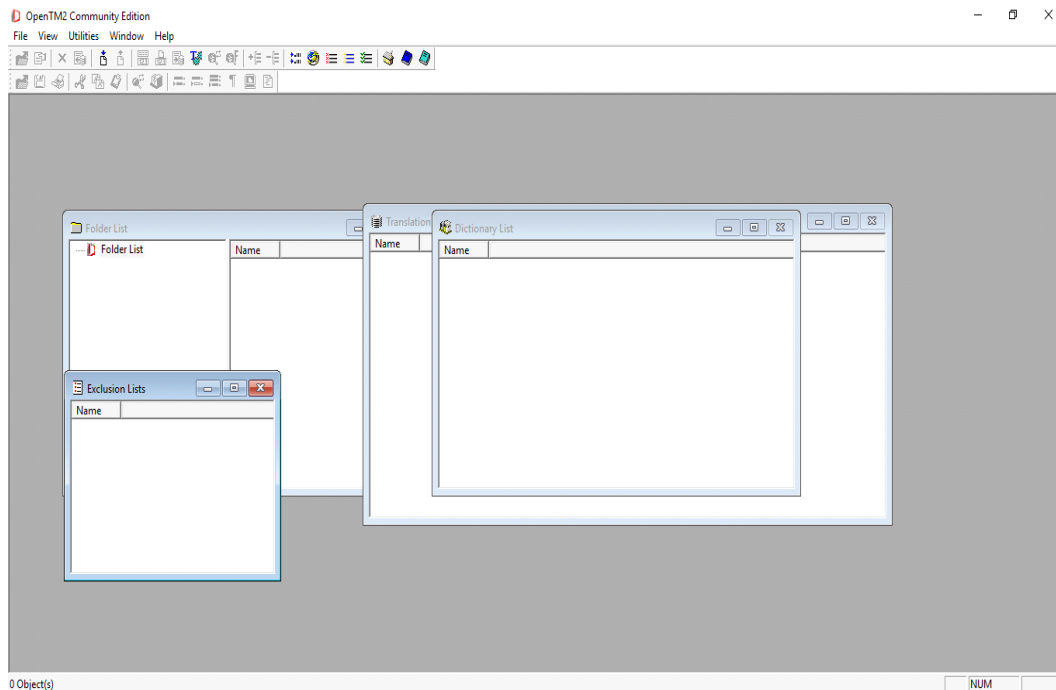 OpenTM2 Community Edition
File View Utilities Window Help
Folder List
Folder List
Name
Translation
Name
Dictionary List
Name
Exclusion Lists
Name
0 Object(s)
NUM